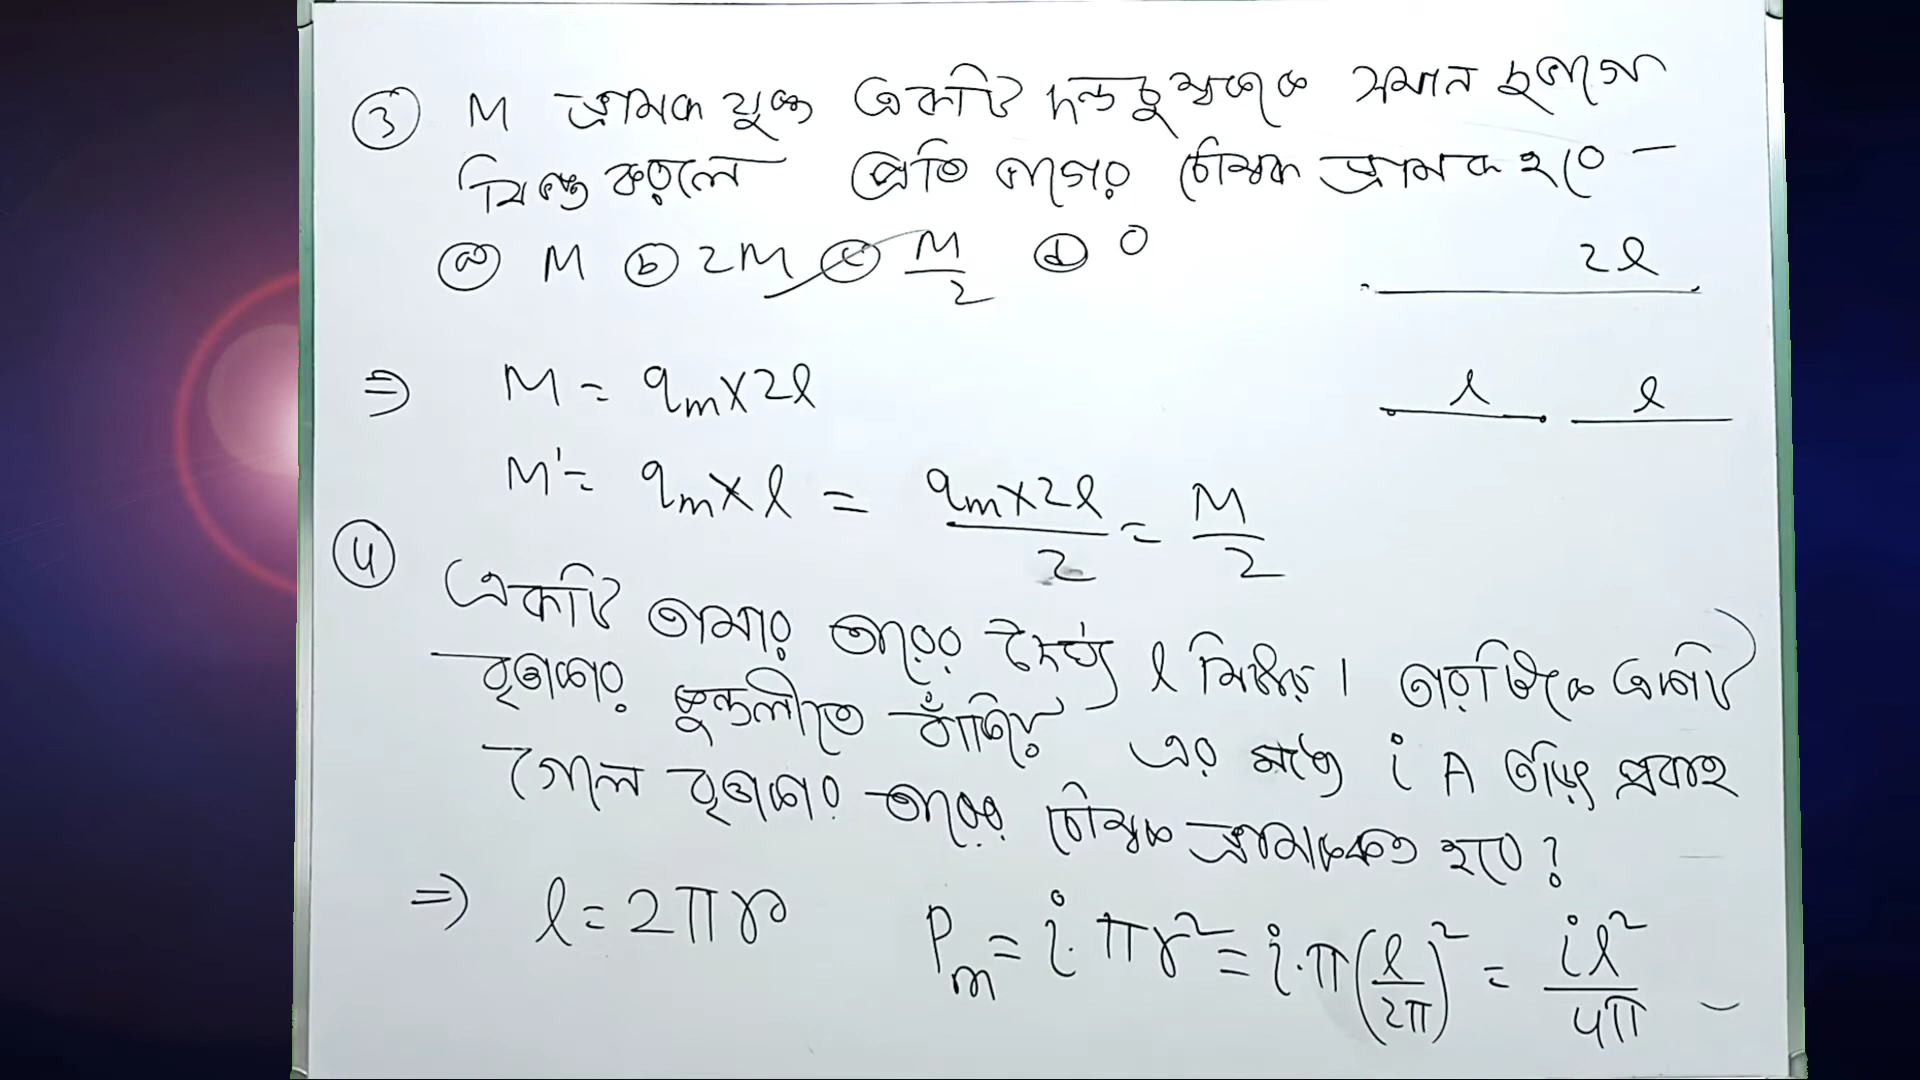 ③ M ভ্রামক যুক্ত একটি দন্ডচুম্বককে সমান দুভাগে
বিভক্ত করলে প্রতি ভাগের চৌম্বক ভ্রামক হবে –
ⓐ M ⓑ 2M ⓒ M/2 ⓓ 0
2l
l l
⇒ M = qₘ×2l
M' = qₘ×l = qₘ×2l/2 = M/2
④ একটি তামার তারের দৈর্ঘ্য l মিটার। তারটিকে একটি
বৃত্তাকার কুন্ডলীতে বাঁকিয়ে এর মধ্যে i A তড়িৎ প্রবাহ
গেলে বৃত্তাকার তারের চৌম্বক ভ্রামক কত হবে?
⇒ l = 2πr Pₘ = i·πr² = i·π(l/2π)² = il²/4π